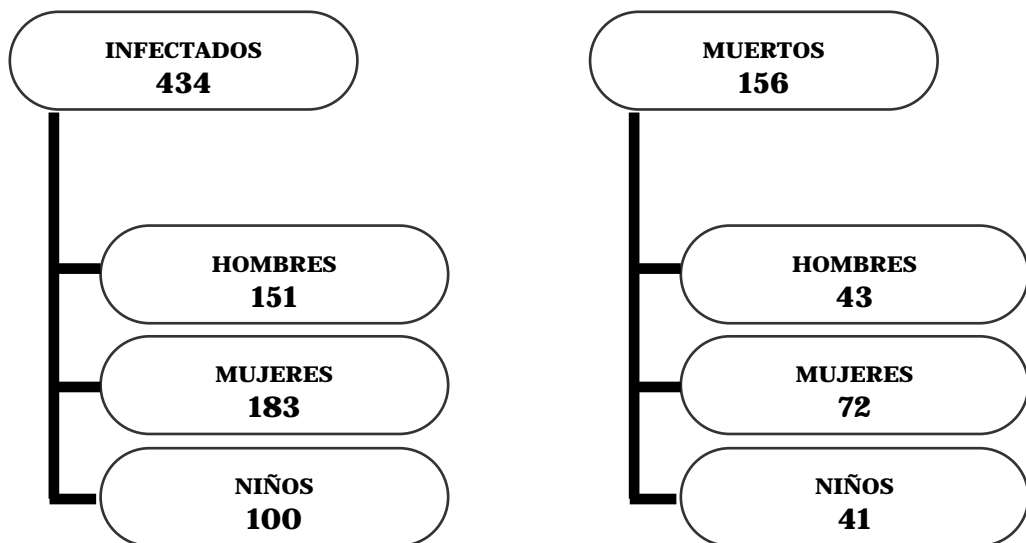 INFECTADOS
434
HOMBRES
151
MUJERES
183
NIÑOS
100
MUERTOS
156
HOMBRES
43
MUJERES
72
NIÑOS
41